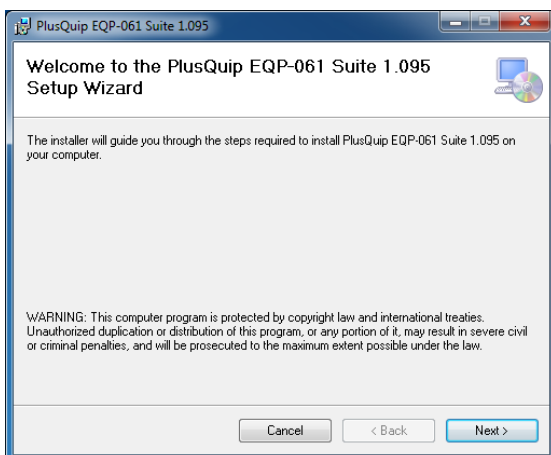 PlusQuip EQP-061 Suite 1.095
Welcome to the PlusQuip EQP-061 Suite 1.095
Setup Wizard
The installer will guide you through the steps required to install PlusQuip EQP-061 Suite 1.095 on
your computer.
WARNING: This computer program is protected by copyright law and international treaties.
Unauthorized duplication or distribution of this program, or any portion of it, may result in severe civil
or criminal penalties, and will be prosecuted to the maximum extent possible under the law.
Cancel
< Back
Next >